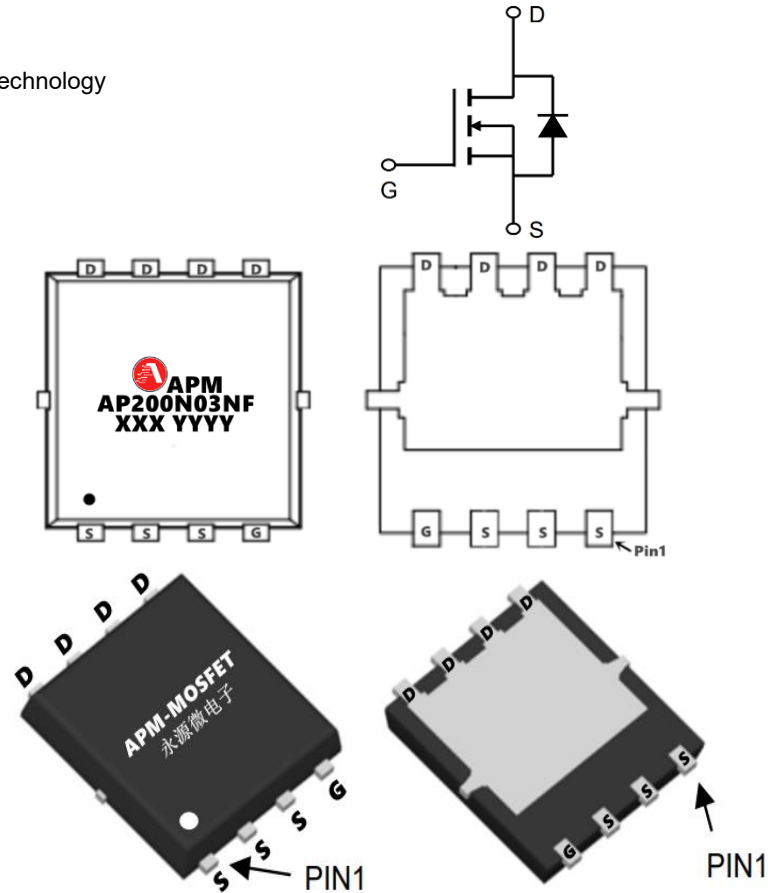 D
echnology
G
S
D D D D
D D D D
APM
AP200N03NF
XXX YYYY
S S S G
G S S S
Pin1
D D D D
D D D D
APM-MOSFET
永源微电子
S S S G
G S S S
PIN1
PIN1